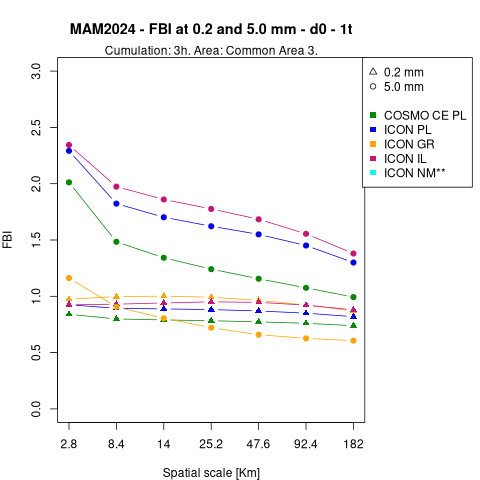 MAM2024 - FBI at 0.2 and 5.0 mm - d0 - 1t
Cumulation: 3h. Area: Common Area 3.
0.2 mm
5.0 mm
COSMO CE PL
ICON PL
ICON GR
ICON IL
ICON NM**
FBI
3.0
2.5
2.0
1.5
1.0
0.5
0.0
2.8 8.4 14 25.2 47.6 92.4 182
Spatial scale [Km]